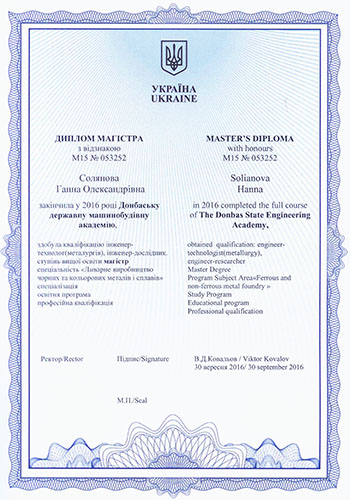 УКРАЇНА
UKRAINE
ДИПЛОМ МАГІСТРА
з відзнакою
М15 № 053252
Солянова
Ганна Олександрівна
закінчила у 2016 році Донбаську
державну машинобудівну
академію,
здобула кваліфікацію інженер-
технолог(металургія), інженер-дослідник.
ступінь вищої освіти магістр
спеціальність «Ливарне виробництво
чорних та кольорових металів і сплавів»
спеціалізація
освітня програма
професійна кваліфікація
MASTER'S DIPLOMA
with honours
М15 № 053252
Solianova
Hanna
in 2016 completed the full course
of The Donbas State Engineering
Academy,
obtained qualification: engineer-
technologist(metallurgy),
engineer-researcher
Master Degree
Program Subject Area«Ferrous and
non-ferrous metal foundry »
Study Program
Educational program
Professional qualification
Ректор/Rector Підпис/Signature В.Д.Ковальов / Viktor Kovalov
30 вересня 2016/ 30 september 2016
М.П./Seal